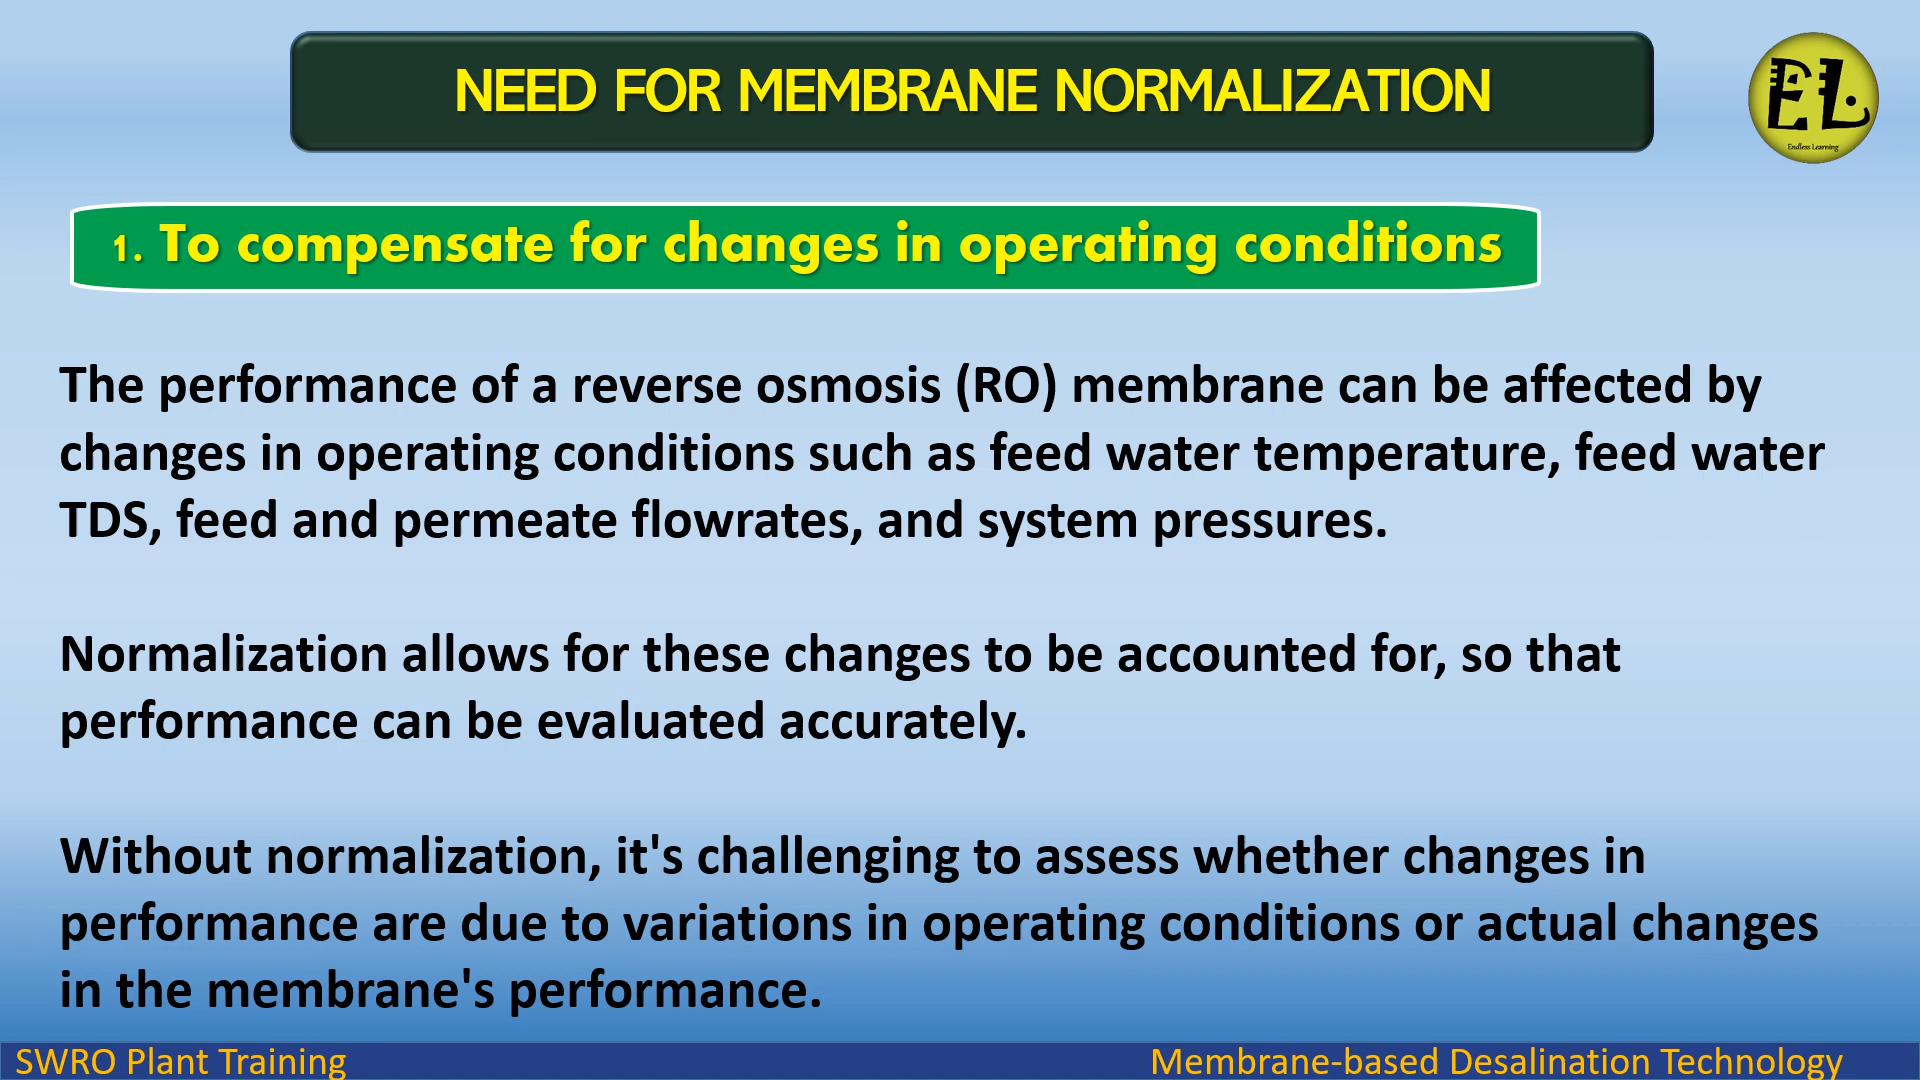 NEED FOR MEMBRANE NORMALIZATION
EL
Endless Learning
1. To compensate for changes in operating conditions
The performance of a reverse osmosis (RO) membrane can be affected by
changes in operating conditions such as feed water temperature, feed water
TDS, feed and permeate flowrates, and system pressures.
Normalization allows for these changes to be accounted for, so that
performance can be evaluated accurately.
Without normalization, it's challenging to assess whether changes in
performance are due to variations in operating conditions or actual changes
in the membrane's performance.
SWRO Plant Training
Membrane-based Desalination Technology